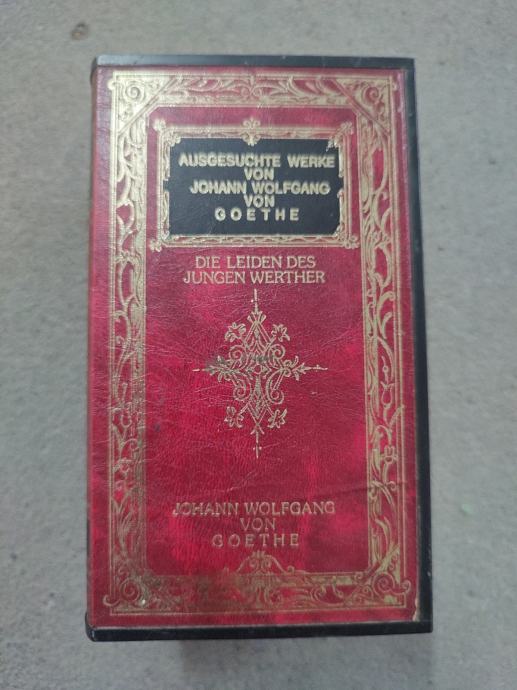 AUSGESUCHTE WERKE
VON
JOHANN WOLFGANG
VON
GOETHE
DIE LEIDEN DES
JUNGEN WERTHER
JOHANN WOLFGANG
VON
GOETHE